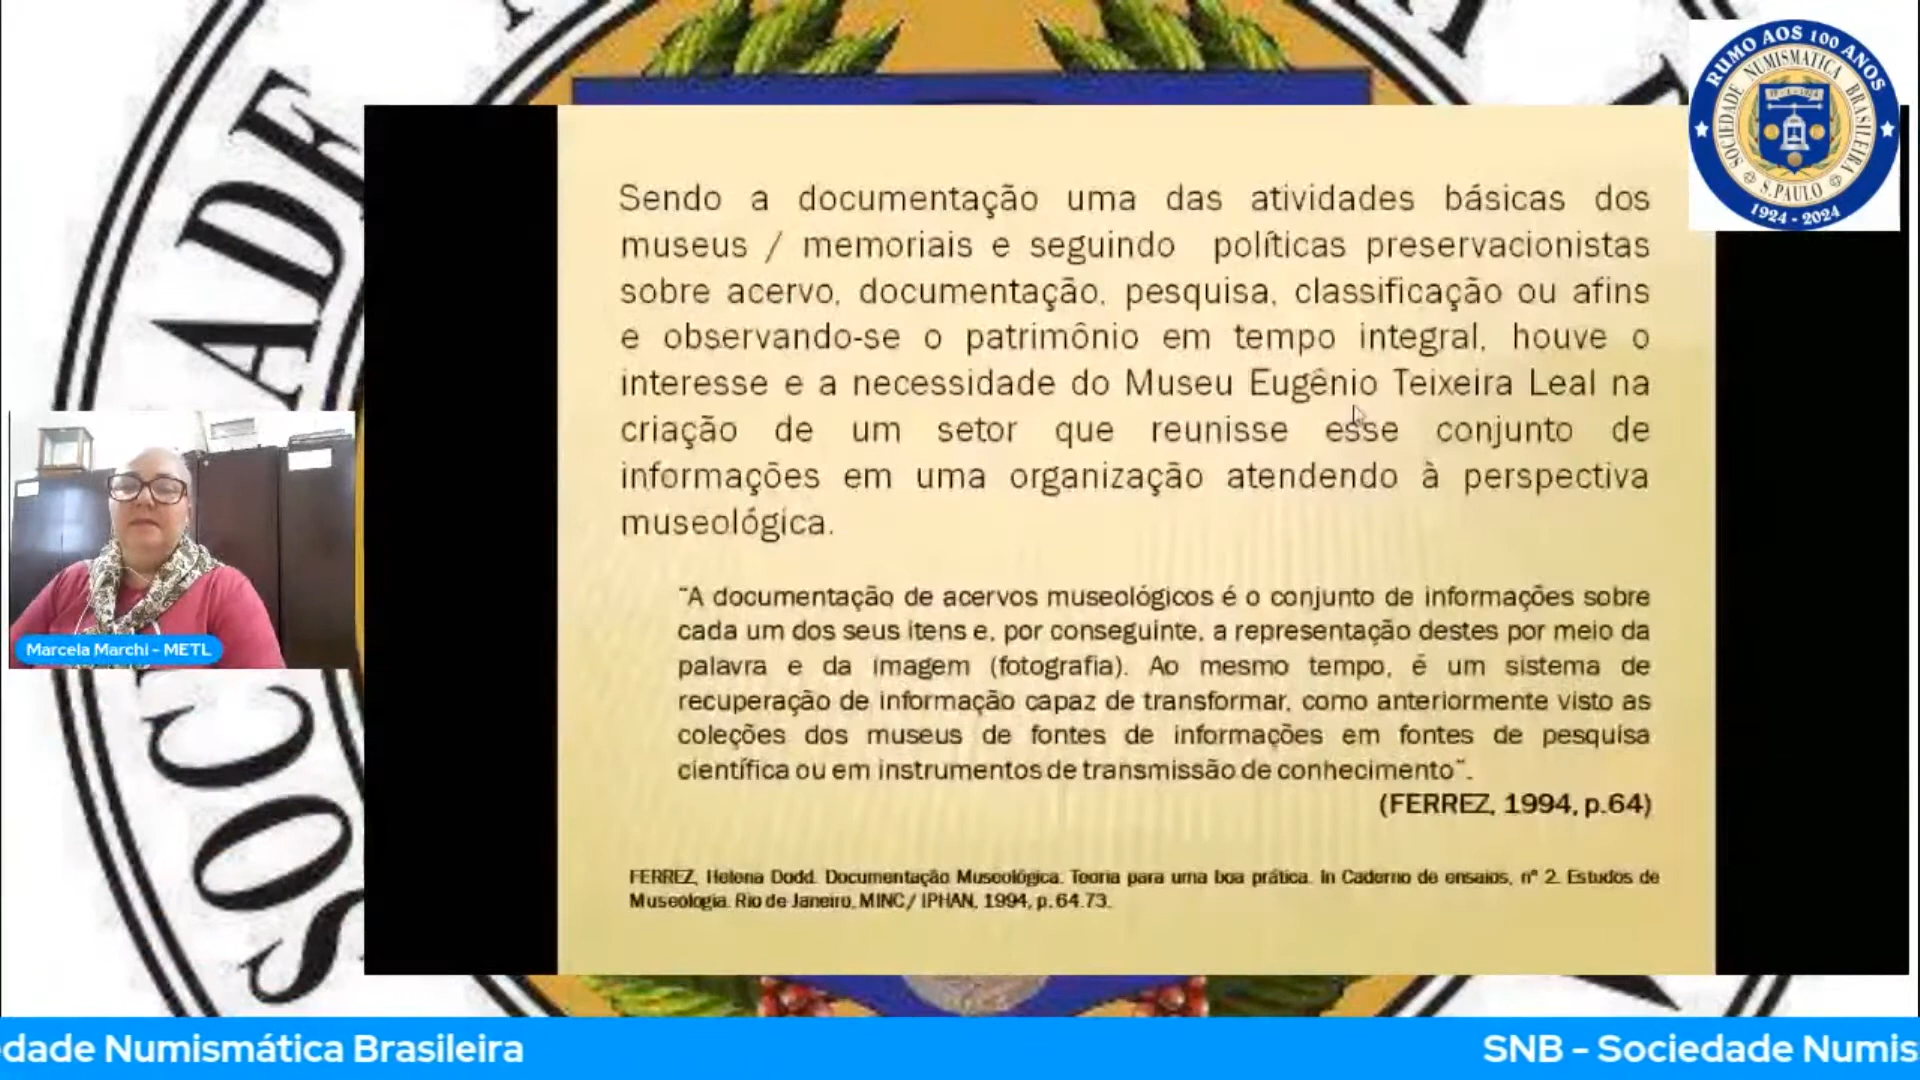 RUMO AOS 100 ANOS
SOCIEDADE NUMISMÁTICA BRASILEIRA
S. PAULO
1924 - 2024
ADE
SOC
Sendo a documentação uma das atividades básicas dos
museus / memoriais e seguindo políticas preservacionistas
sobre acervo, documentação, pesquisa, classificação ou afins
e observando-se o patrimônio em tempo integral, houve o
interesse e a necessidade do Museu Eugênio Teixeira Leal na
criação de um setor que reunisse esse conjunto de
informações em uma organização atendendo à perspectiva
museológica.
“A documentação de acervos museológicos é o conjunto de informações sobre
cada um dos seus itens e, por conseguinte, a representação destes por meio da
palavra e da imagem (fotografia). Ao mesmo tempo, é um sistema de
recuperação de informação capaz de transformar, como anteriormente visto as
coleções dos museus de fontes de informações em fontes de pesquisa
científica ou em instrumentos de transmissão de conhecimento”.
(FERREZ, 1994, p.64)
FERREZ, Helena Dodd. Documentação Museológica. Teoria para uma boa prática. In Caderno de ensaios, nº 2. Estudos de
Museologia. Rio de Janeiro, MINC/ IPHAN, 1994, p. 64.73.
Marcela Marchi - METL
edade Numismática Brasileira
SNB - Sociedade Numis